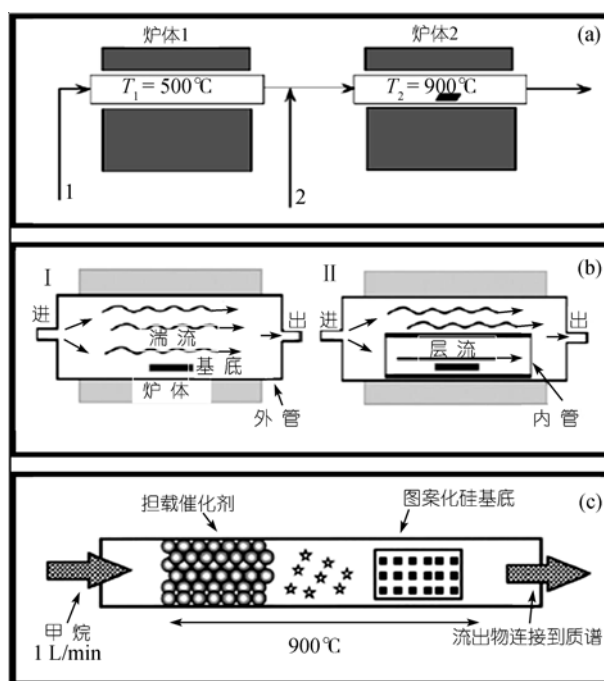 炉体1
炉体2
(a)
T₁ = 500℃
T₂ = 900℃
1
2
(b)
I
II
进
湍流
出
基底
炉体
外管
进
层流
出
内管
(c)
担载催化剂
图案化硅基底
甲烷
1 L/min
900℃
流出物连接到质谱